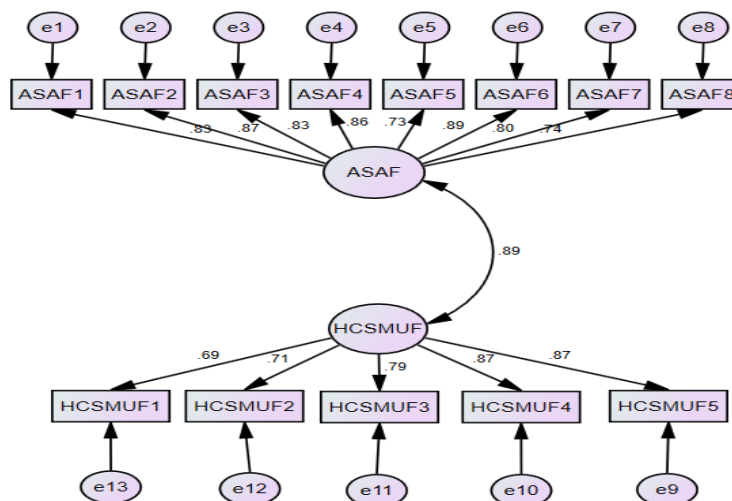 e1 e2 e3 e4 e5 e6 e7 e8
ASAF1 ASAF2 ASAF3 ASAF4 ASAF5 ASAF6 ASAF7 ASAF8
.83 .87 .83 .86 .73 .89 .80 .74
ASAF
.89
HCSMUF
.69 .71 .79 .87 .87
HCSMUF1 HCSMUF2 HCSMUF3 HCSMUF4 HCSMUF5
e13 e12 e11 e10 e9